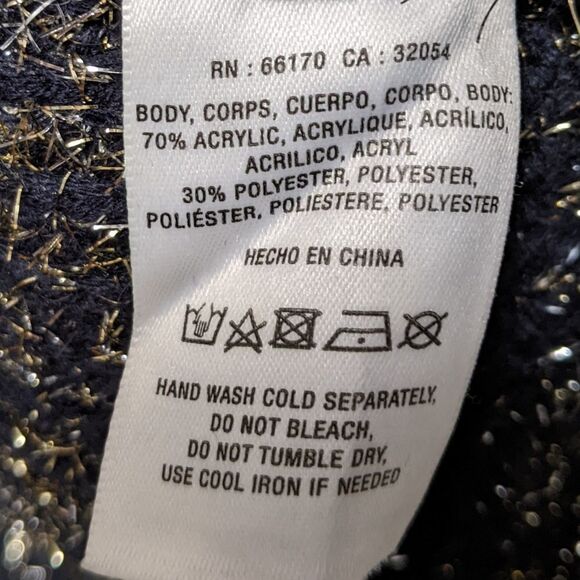 RN : 66170 CA : 32054
BODY, CORPS, CUERPO, CORPO, BODY:
70% ACRYLIC, ACRYLIQUE, ACRÍLICO,
ACRILICO, ACRYL
30% POLYESTER, POLYESTER,
POLIÉSTER, POLIESTERE, POLYESTER
HECHO EN CHINA
HAND WASH COLD SEPARATELY,
DO NOT BLEACH,
DO NOT TUMBLE DRY,
USE COOL IRON IF NEEDED